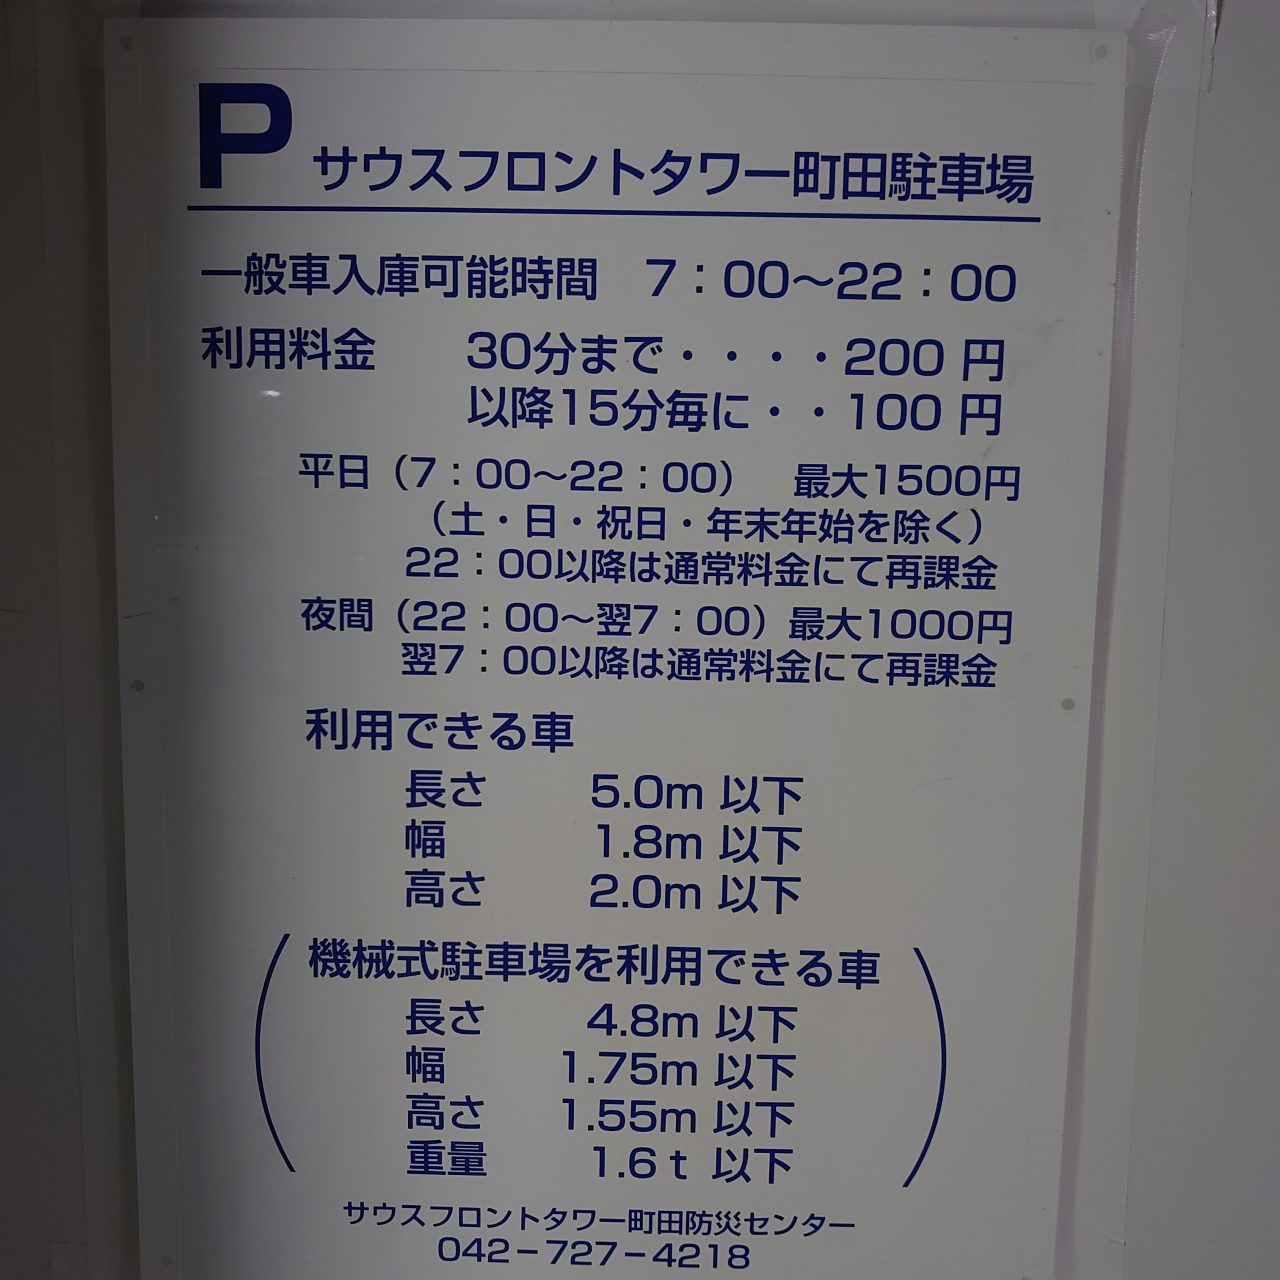 P サウスフロントタワー町田駐車場
一般車入庫可能時間 7：00～22：00
利用料金 30分まで・・・・200 円
以降15分毎に・・100 円
平日（7：00～22：00） 最大1500円
（土・日・祝日・年末年始を除く）
22：00以降は通常料金にて再課金
夜間（22：00～翌7：00）最大1000円
翌7：00以降は通常料金にて再課金
利用できる車
長さ 5.0m 以下
幅 1.8m 以下
高さ 2.0m 以下
（機械式駐車場を利用できる車
長さ 4.8m 以下
幅 1.75m 以下
高さ 1.55m 以下
重量 1.6ｔ 以下）
サウスフロントタワー町田防災センター
042－727－4218